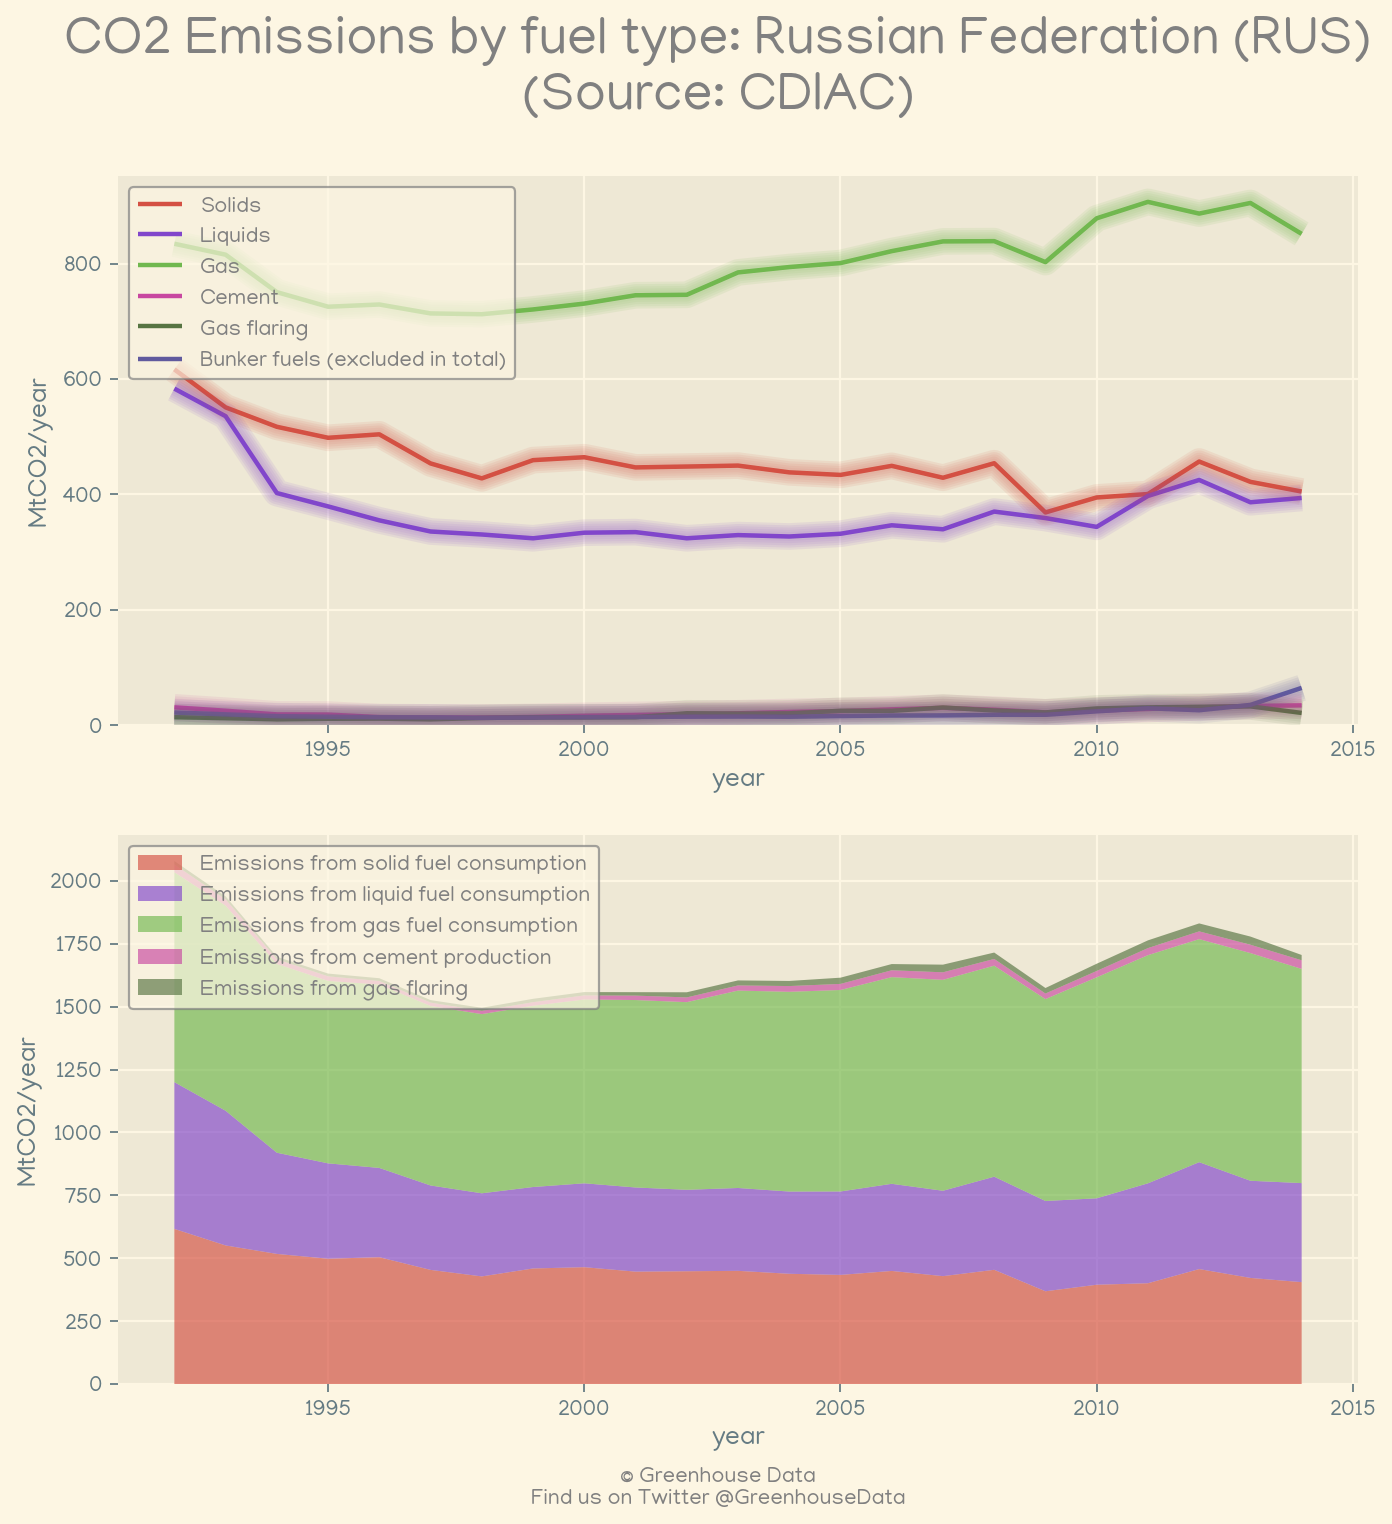 CO2 Emissions by fuel type: Russian Federation (RUS)
(Source: CDIAC)
Solids
Liquids
Gas
Cement
Gas flaring
Bunker fuels (excluded in total)
800
600
400
200
0
MtCO2/year
1995 2000 2005 2010 2015
year
Emissions from solid fuel consumption
Emissions from liquid fuel consumption
Emissions from gas fuel consumption
Emissions from cement production
Emissions from gas flaring
2000
1750
1500
1250
1000
750
500
250
0
MtCO2/year
1995 2000 2005 2010 2015
year
© Greenhouse Data
Find us on Twitter @GreenhouseData